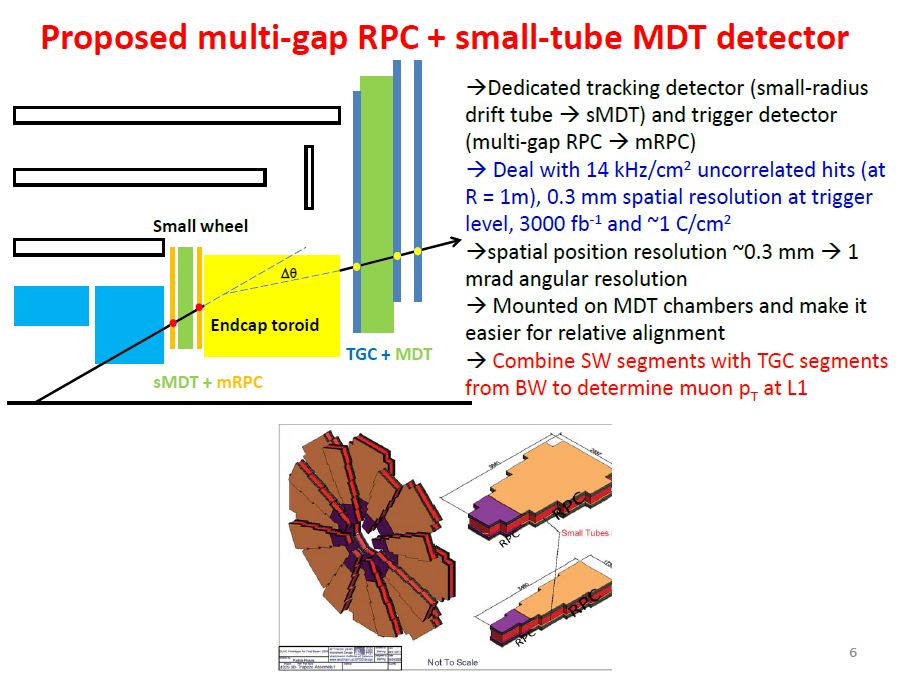 Proposed multi-gap RPC + small-tube MDT detector
→Dedicated tracking detector (small-radius
drift tube → sMDT) and trigger detector
(multi-gap RPC → mRPC)
→ Deal with 14 kHz/cm² uncorrelated hits (at
R = 1m), 0.3 mm spatial resolution at trigger
level, 3000 fb⁻¹ and ~1 C/cm²
→spatial position resolution ~0.3 mm → 1
mrad angular resolution
→ Mounted on MDT chambers and make it
easier for relative alignment
→ Combine SW segments with TGC segments
from BW to determine muon pT at L1
Small wheel
Δθ
Endcap toroid
TGC + MDT
sMDT + mRPC
RPC
RPC
Small Tubes
RPC
RPC
Not To Scale
6